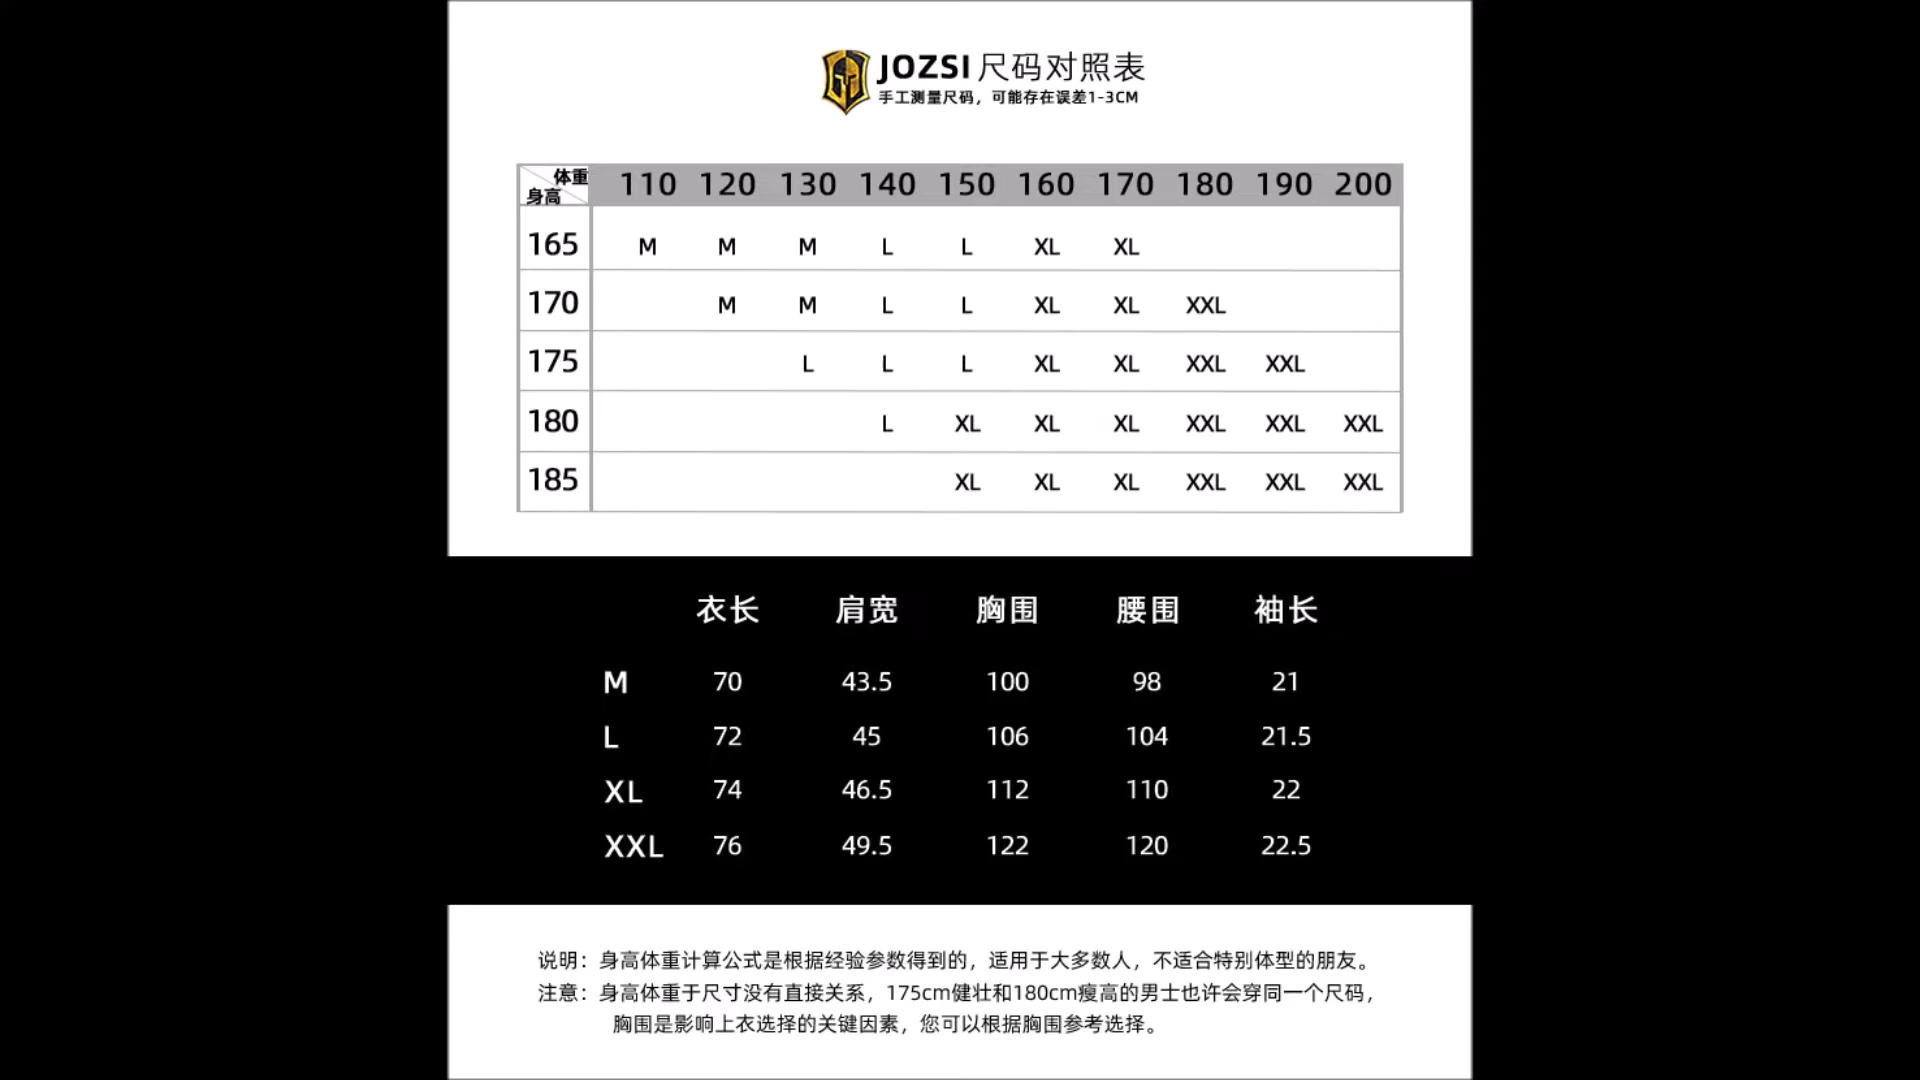 JOZSI 尺码对照表
手工测量尺码，可能存在误差1-3CM
体重 110 120 130 140 150 160 170 180 190 200
身高
165 M M M L L XL XL
170 M M L L XL XL XXL
175 L L L XL XL XXL XXL
180 L XL XL XL XXL XXL XXL
185 XL XL XL XXL XXL XXL
衣长 肩宽 胸围 腰围 袖长
M 70 43.5 100 98 21
L 72 45 106 104 21.5
XL 74 46.5 112 110 22
XXL 76 49.5 122 120 22.5
说明：身高体重计算公式是根据经验参数得到的，适用于大多数人，不适合特别体型的朋友。
注意：身高体重于尺寸没有直接关系，175cm健壮和180cm瘦高的男士也许会穿同一个尺码，
胸围是影响上衣选择的关键因素，您可以根据胸围参考选择。